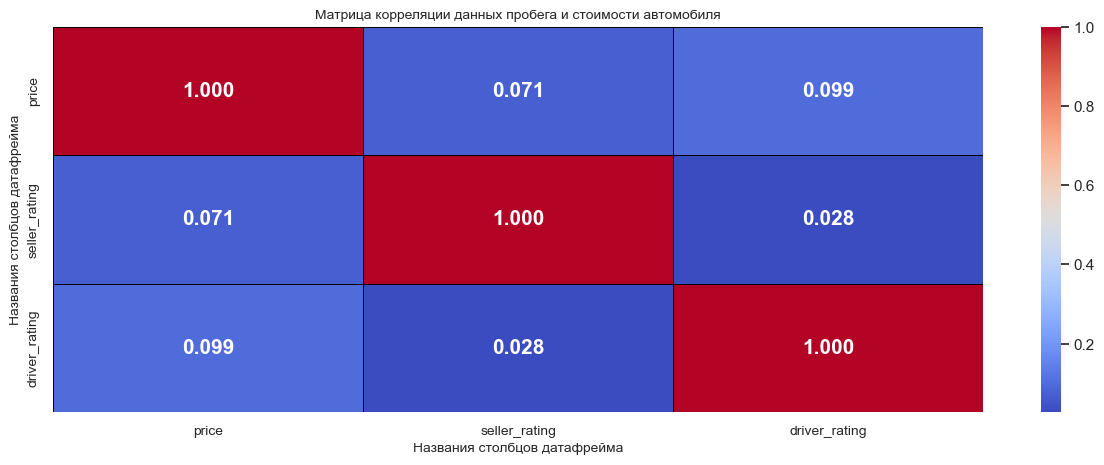 Матрица корреляции данных пробега и стоимости автомобиля
Названия столбцов датафрейма
price
1.000
0.071
0.099
seller_rating
0.071
1.000
0.028
driver_rating
0.099
0.028
1.000
price
seller_rating
driver_rating
Названия столбцов датафрейма
1.0
0.8
0.6
0.4
0.2